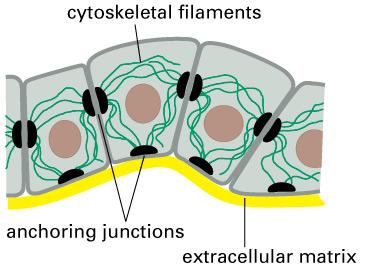 cytoskeletal filaments
anchoring junctions
extracellular matrix